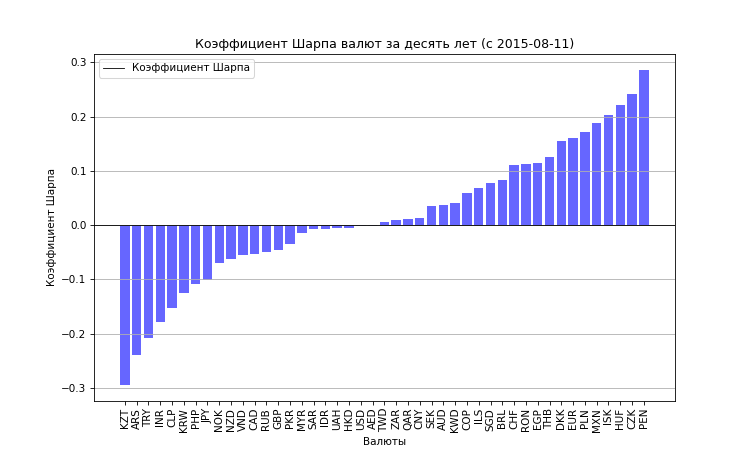 Коэффициент Шарпа валют за десять лет (с 2015-08-11)
Коэффициент Шарпа
0.3
0.2
0.1
0.0
−0.1
−0.2
−0.3
Коэффициент Шарпа
KZT
ARS
TRY
INR
CLP
KRW
PHP
JPY
NOK
NZD
VND
CAD
RUB
GBP
PKR
MYR
SAR
IDR
UAH
HKD
USD
AED
TWD
ZAR
QAR
CNY
SEK
AUD
KWD
COP
ILS
SGD
BRL
CHF
RON
EGP
THB
DKK
EUR
PLN
MXN
ISK
HUF
CZK
PEN
Валюты